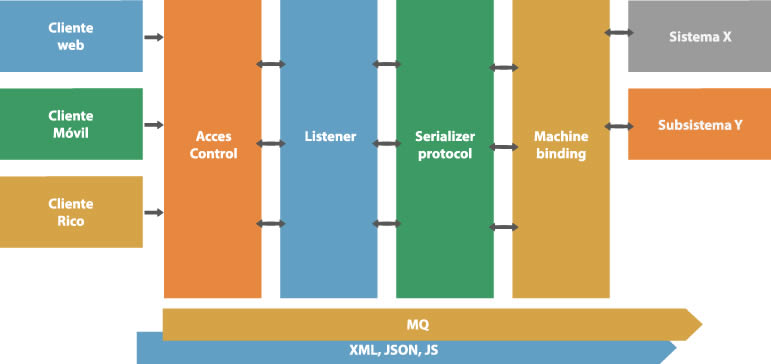 Cliente
web
Cliente
Móvil
Cliente
Rico
Acces
Control
Listener
Serializer
protocol
Machine
binding
Sistema X
Subsistema Y
MQ
XML, JSON, JS